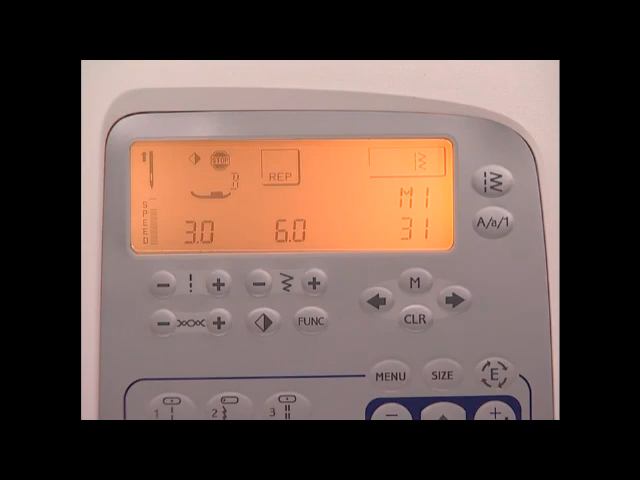 STOP
REP
M1
SPEED
3.0 6.0 31
A/a/1
M
FUNC
CLR
MENU SIZE E
1 2 3